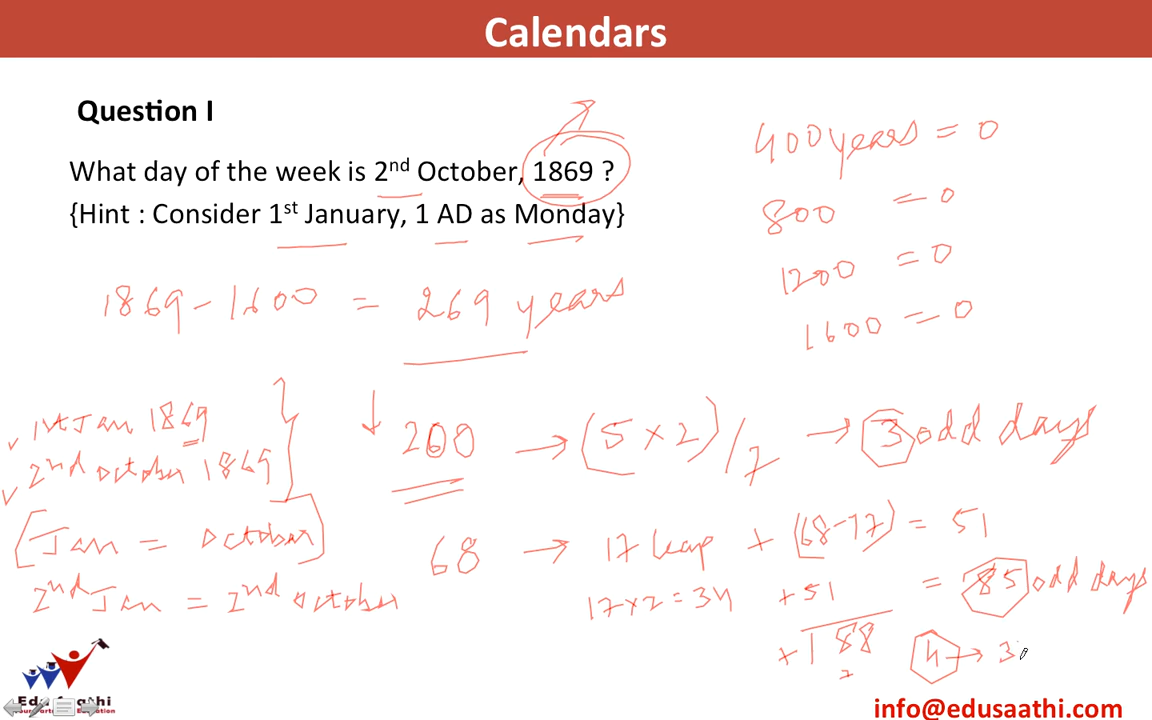 Calendars
Question I
What day of the week is 2nd October, 1869 ?
{Hint : Consider 1st January, 1 AD as Monday}
400 years = 0
800 = 0
1200 = 0
1600 = 0
1869 - 1600 = 269 years
1st Jan 1869
2nd october 1869
[Jan = October]
2nd Jan = 2nd october
200 → (5 × 2) / 7 → 3 odd days
68 → 17 leap + (68-17) = 51
17 × 2 = 34 + 51 = 85 odd days
+ 188
4 → 3
Edu Saathi
info@edusaathi.com